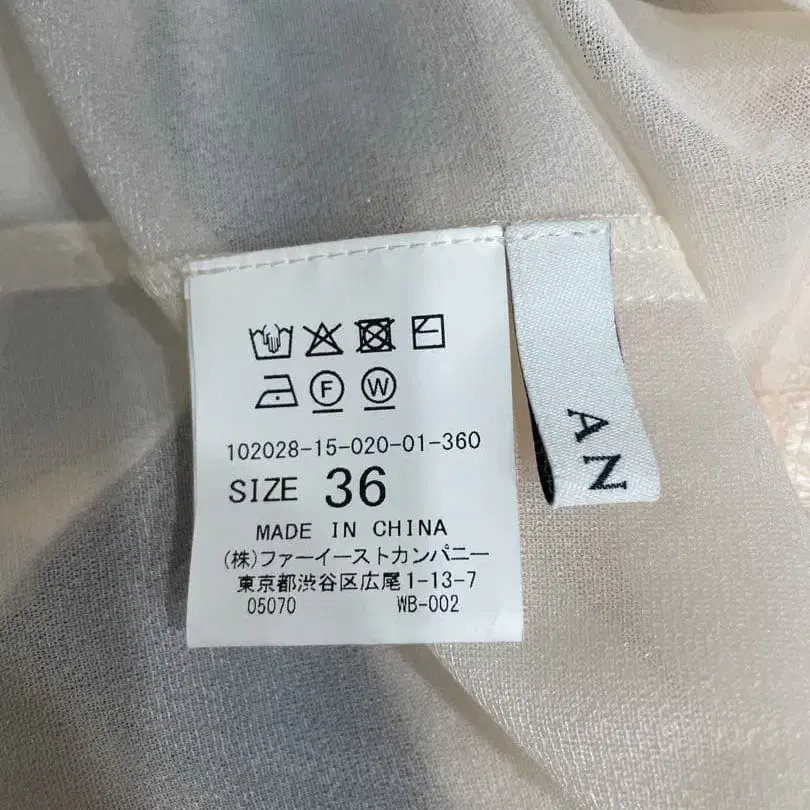 F W
102028-15-020-01-360
SIZE 36
MADE IN CHINA
(株)ファーイーストカンパニー
東京都渋谷区広尾1-13-7
05070 WB-002
AN